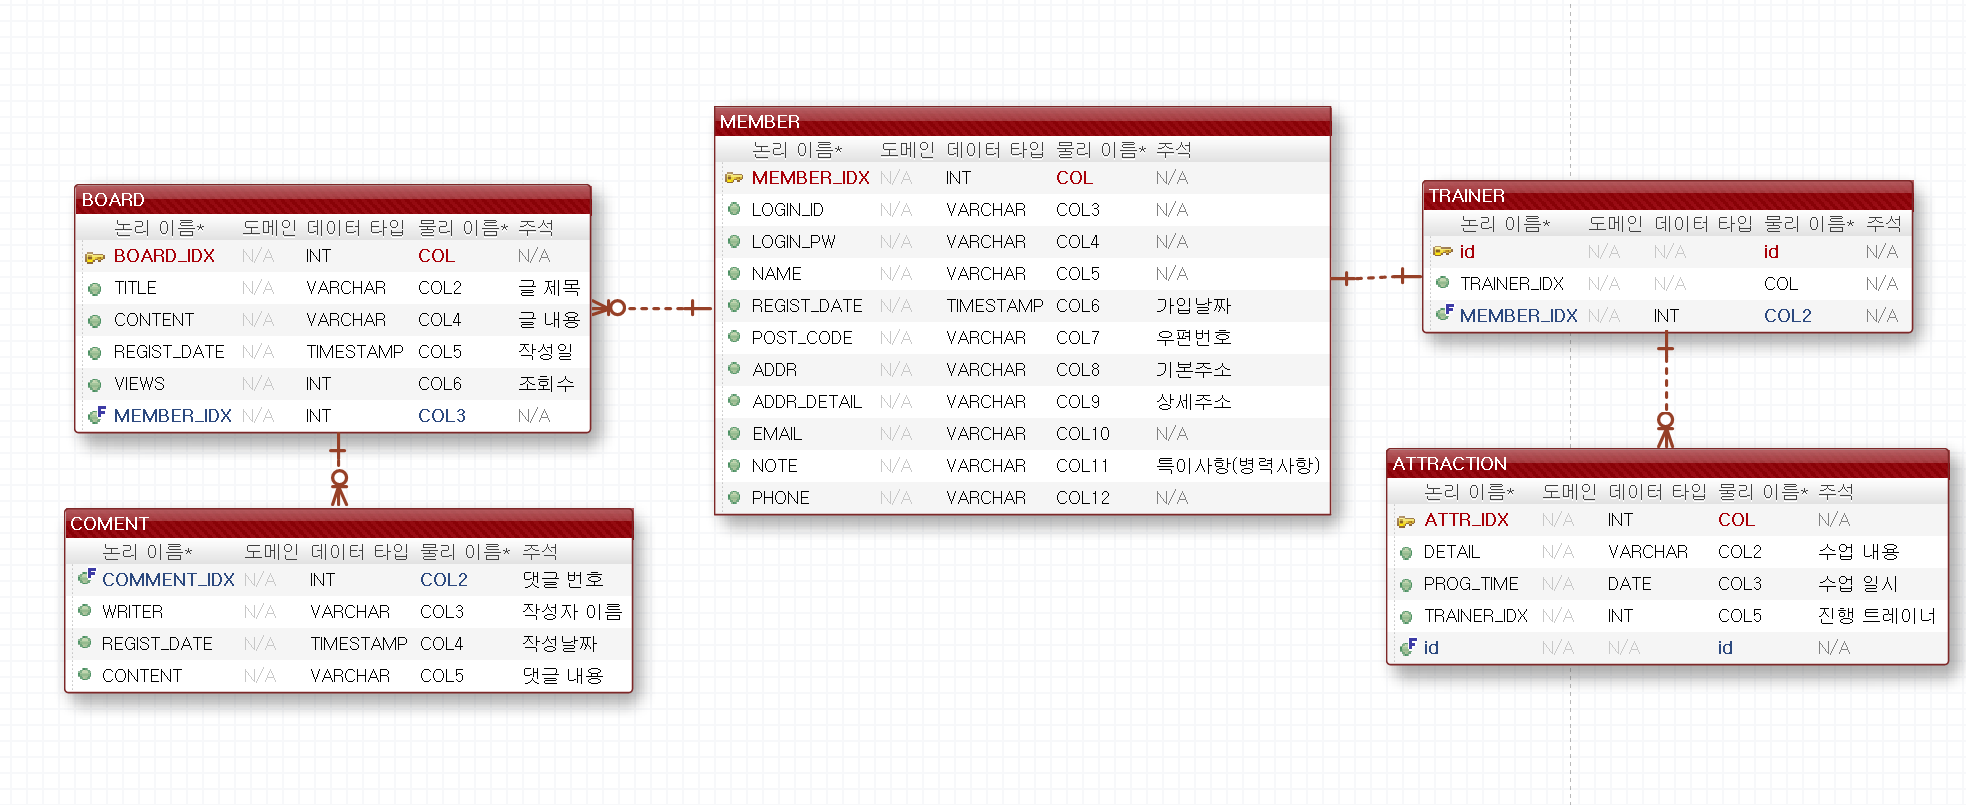 BOARD
논리 이름* 도메인 데이터 타입 물리 이름* 주석
BOARD_IDX N/A INT COL N/A
TITLE N/A VARCHAR COL2 글 제목
CONTENT N/A VARCHAR COL4 글 내용
REGIST_DATE N/A TIMESTAMP COL5 작성일
VIEWS N/A INT COL6 조회수
MEMBER_IDX N/A INT COL3 N/A
COMENT
논리 이름* 도메인 데이터 타입 물리 이름* 주석
COMMENT_IDX N/A INT COL2 댓글 번호
WRITER N/A VARCHAR COL3 작성자 이름
REGIST_DATE N/A TIMESTAMP COL4 작성날짜
CONTENT N/A VARCHAR COL5 댓글 내용
MEMBER
논리 이름* 도메인 데이터 타입 물리 이름* 주석
MEMBER_IDX N/A INT COL N/A
LOGIN_ID N/A VARCHAR COL3 N/A
LOGIN_PW N/A VARCHAR COL4 N/A
NAME N/A VARCHAR COL5 N/A
REGIST_DATE N/A TIMESTAMP COL6 가입날짜
POST_CODE N/A VARCHAR COL7 우편번호
ADDR N/A VARCHAR COL8 기본주소
ADDR_DETAIL N/A VARCHAR COL9 상세주소
EMAIL N/A VARCHAR COL10 N/A
NOTE N/A VARCHAR COL11 특이사항(병력사항)
PHONE N/A VARCHAR COL12 N/A
TRAINER
논리 이름* 도메인 데이터 타입 물리 이름* 주석
id N/A N/A id N/A
TRAINER_IDX N/A N/A COL N/A
MEMBER_IDX N/A INT COL2 N/A
ATTRACTION
논리 이름* 도메인 데이터 타입 물리 이름* 주석
ATTR_IDX N/A INT COL N/A
DETAIL N/A VARCHAR COL2 수업 내용
PROG_TIME N/A DATE COL3 수업 일시
TRAINER_IDX N/A INT COL5 진행 트레이너
id N/A N/A id N/A